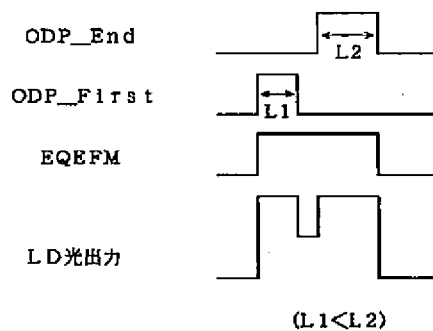 ODP_End
L2
ODP_First
L1
EQEFM
LD光出力
(L1<L2)